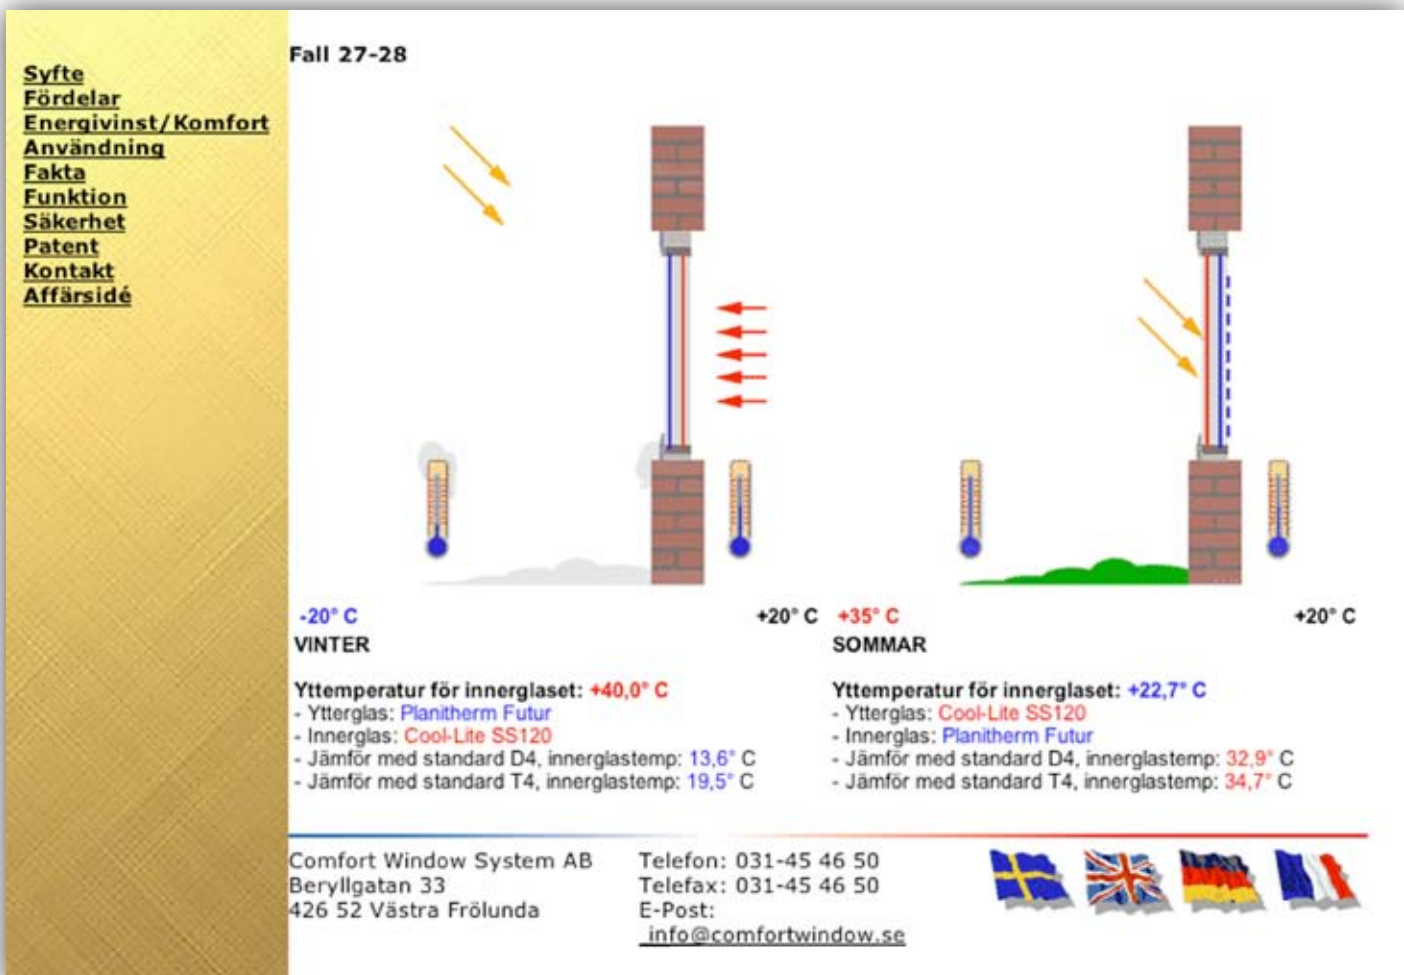 Fall 27-28
Syfte
Fördelar
Energivinst/Komfort
Användning
Fakta
Funktion
Säkerhet
Patent
Kontakt
Affärsidé
-20° C
+20° C
VINTER
Yttemperatur för innerglaset: +40,0° C
- Ytterglas: Planitherm Futur
- Innerglas: Cool-Lite SS120
- Jämför med standard D4, innerglastemp: 13,6° C
- Jämför med standard T4, innerglastemp: 19,5° C
+35° C
+20° C
SOMMAR
Yttemperatur för innerglaset: +22,7° C
- Ytterglas: Cool-Lite SS120
- Innerglas: Planitherm Futur
- Jämför med standard D4, innerglastemp: 32,9° C
- Jämför med standard T4, innerglastemp: 34,7° C
Comfort Window System AB
Beryllgatan 33
426 52 Västra Frölunda
Telefon: 031-45 46 50
Telefax: 031-45 46 50
E-Post:
info@comfortwindow.se